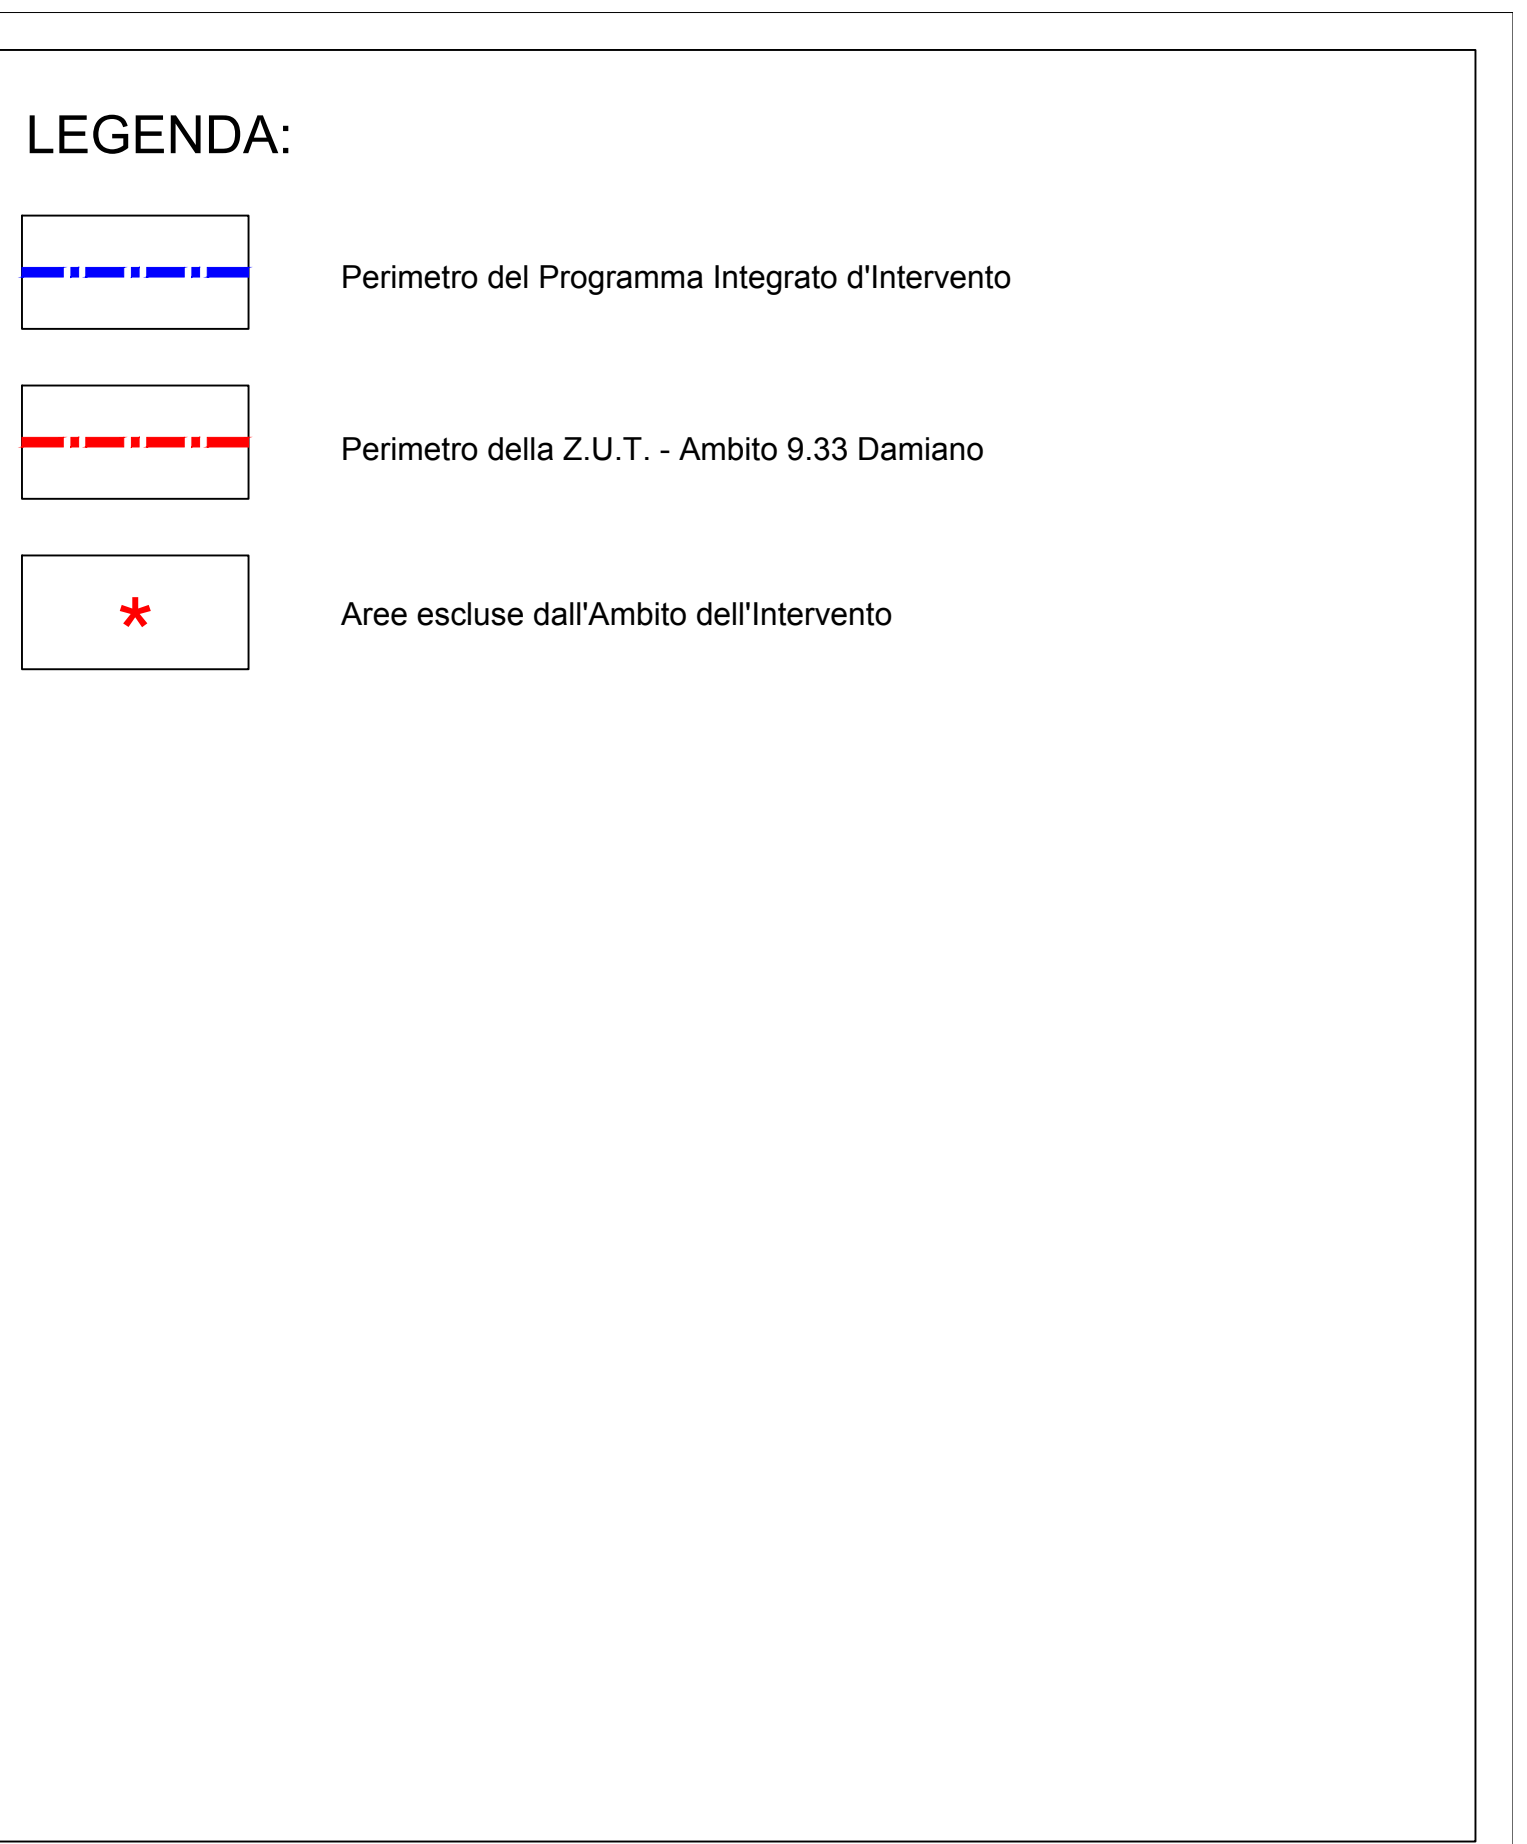 LEGENDA:
Perimetro del Programma Integrato d'Intervento
Perimetro della Z.U.T. - Ambito 9.33 Damiano
*
Aree escluse dall'Ambito dell'Intervento